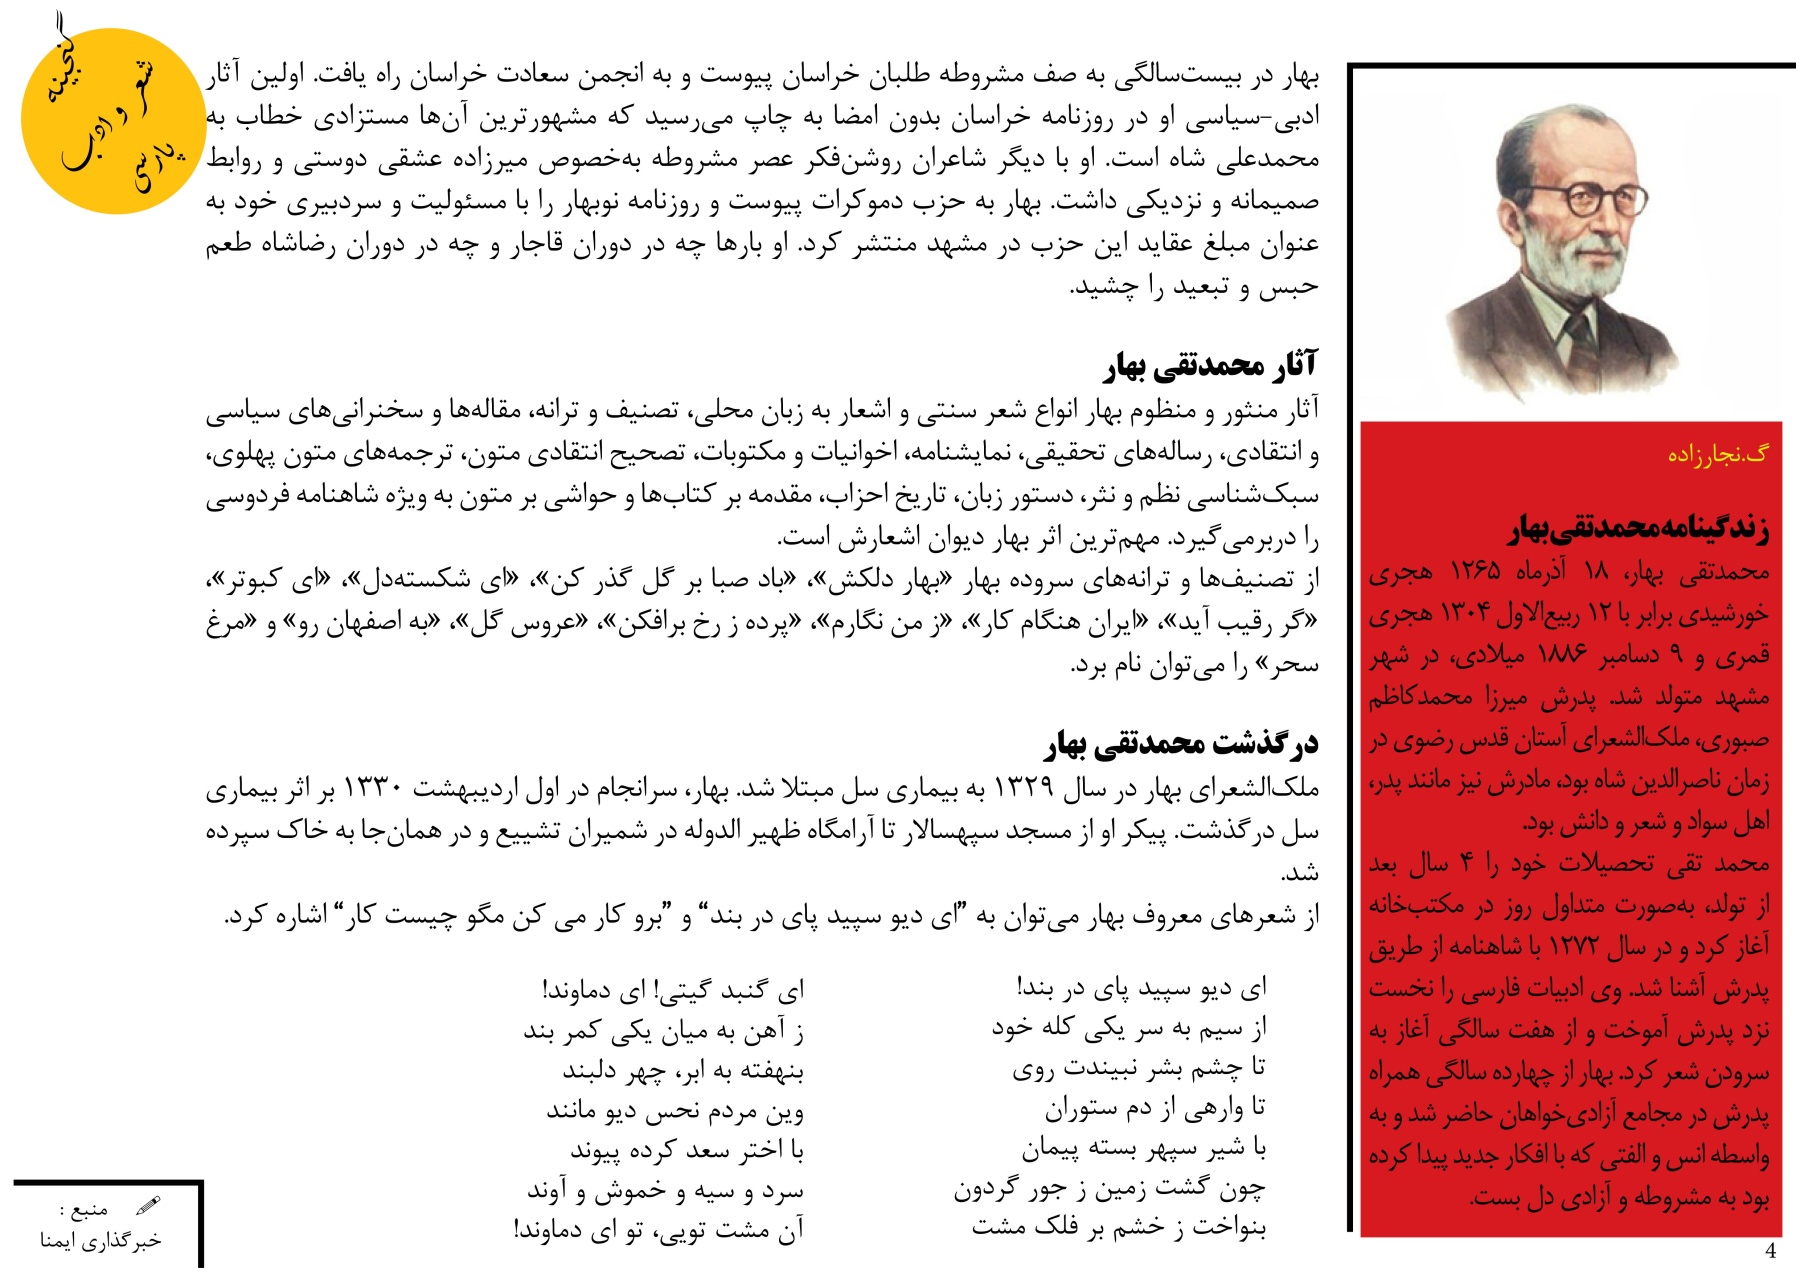 گنجینه
شعر و ادب
پارسی
گ.نجارزاده
زندگینامه‌محمدتقی‌بهار
محمدتقی بهار، ۱۸ آذرماه ۱۲۶۵ هجری
خورشیدی برابر با ۱۲ ربیع‌الاول ۱۳۰۴ هجری
قمری و ۹ دسامبر ۱۸۸۶ میلادی، در شهر
مشهد متولد شد. پدرش میرزا محمدکاظم
صبوری، ملک‌الشعرای آستان قدس رضوی در
زمان ناصرالدین شاه بود، مادرش نیز مانند پدر،
اهل سواد و شعر و دانش بود.
محمد تقی تحصیلات خود را ۴ سال بعد
از تولد، به‌صورت متداول روز در مکتب‌خانه
آغاز کرد و در سال ۱۲۷۲ با شاهنامه از طریق
پدرش آشنا شد. وی ادبیات فارسی را نخست
نزد پدرش آموخت و از هفت سالگی آغاز به
سرودن شعر کرد. بهار از چهارده سالگی همراه
پدرش در مجامع آزادی‌خواهان حاضر شد و به
واسطه انس و الفتی که با افکار جدید پیدا کرده
بود به مشروطه و آزادی دل بست.
بهار در بیست‌سالگی به صف مشروطه طلبان خراسان پیوست و به انجمن سعادت خراسان راه یافت. اولین آثار
ادبی-سیاسی او در روزنامه خراسان بدون امضا به چاپ می‌رسید که مشهورترین آن‌ها مستزادی خطاب به
محمدعلی شاه است. او با دیگر شاعران روشن‌فکر عصر مشروطه به‌خصوص میرزاده عشقی دوستی و روابط
صمیمانه و نزدیکی داشت. بهار به حزب دموکرات پیوست و روزنامه نوبهار را با مسئولیت و سردبیری خود به
عنوان مبلغ عقاید این حزب در مشهد منتشر کرد. او بارها چه در دوران قاجار و چه در دوران رضاشاه طعم
حبس و تبعید را چشید.
آثار محمدتقی بهار
آثار منثور و منظوم بهار انواع شعر سنتی و اشعار به زبان محلی، تصنیف و ترانه، مقاله‌ها و سخنرانی‌های سیاسی
و انتقادی، رساله‌های تحقیقی، نمایشنامه، اخوانیات و مکتوبات، تصحیح انتقادی متون، ترجمه‌های متون پهلوی،
سبک‌شناسی نظم و نثر، دستور زبان، تاریخ احزاب، مقدمه بر کتاب‌ها و حواشی بر متون به ویژه شاهنامه فردوسی
را دربرمی‌گیرد. مهم‌ترین اثر بهار دیوان اشعارش است.
از تصنیف‌ها و ترانه‌های سروده بهار «بهار دلکش»، «باد صبا بر گل گذر کن»، «ای شکسته‌دل»، «ای کبوتر»،
«گر رقیب آید»، «ایران هنگام کار»، «ز من نگارم»، «پرده ز رخ برافکن»، «عروس گل»، «به اصفهان رو» و «مرغ
سحر» را می‌توان نام برد.
درگذشت محمدتقی بهار
ملک‌الشعرای بهار در سال ۱۳۲۹ به بیماری سل مبتلا شد. بهار، سرانجام در اول اردیبهشت ۱۳۳۰ بر اثر بیماری
سل درگذشت. پیکر او از مسجد سپهسالار تا آرامگاه ظهیر الدوله در شمیران تشییع و در همان‌جا به خاک سپرده
شد.
از شعرهای معروف بهار می‌توان به ”ای دیو سپید پای در بند“ و ”برو کار می کن مگو چیست کار“ اشاره کرد.
ای دیو سپید پای در بند!
ای گنبد گیتی! ای دماوند!
از سیم به سر یکی کله خود
ز آهن به میان یکی کمر بند
تا چشم بشر نبیندت روی
بنهفته به ابر، چهر دلبند
تا وارهی از دم ستوران
وین مردم نحس دیو مانند
با شیر سپهر بسته پیمان
با اختر سعد کرده پیوند
چون گشت زمین ز جور گردون
سرد و سیه و خموش و آوند
بنواخت ز خشم بر فلک مشت
آن مشت تویی، تو ای دماوند!
منبع :
خبرگذاری ایمنا
4